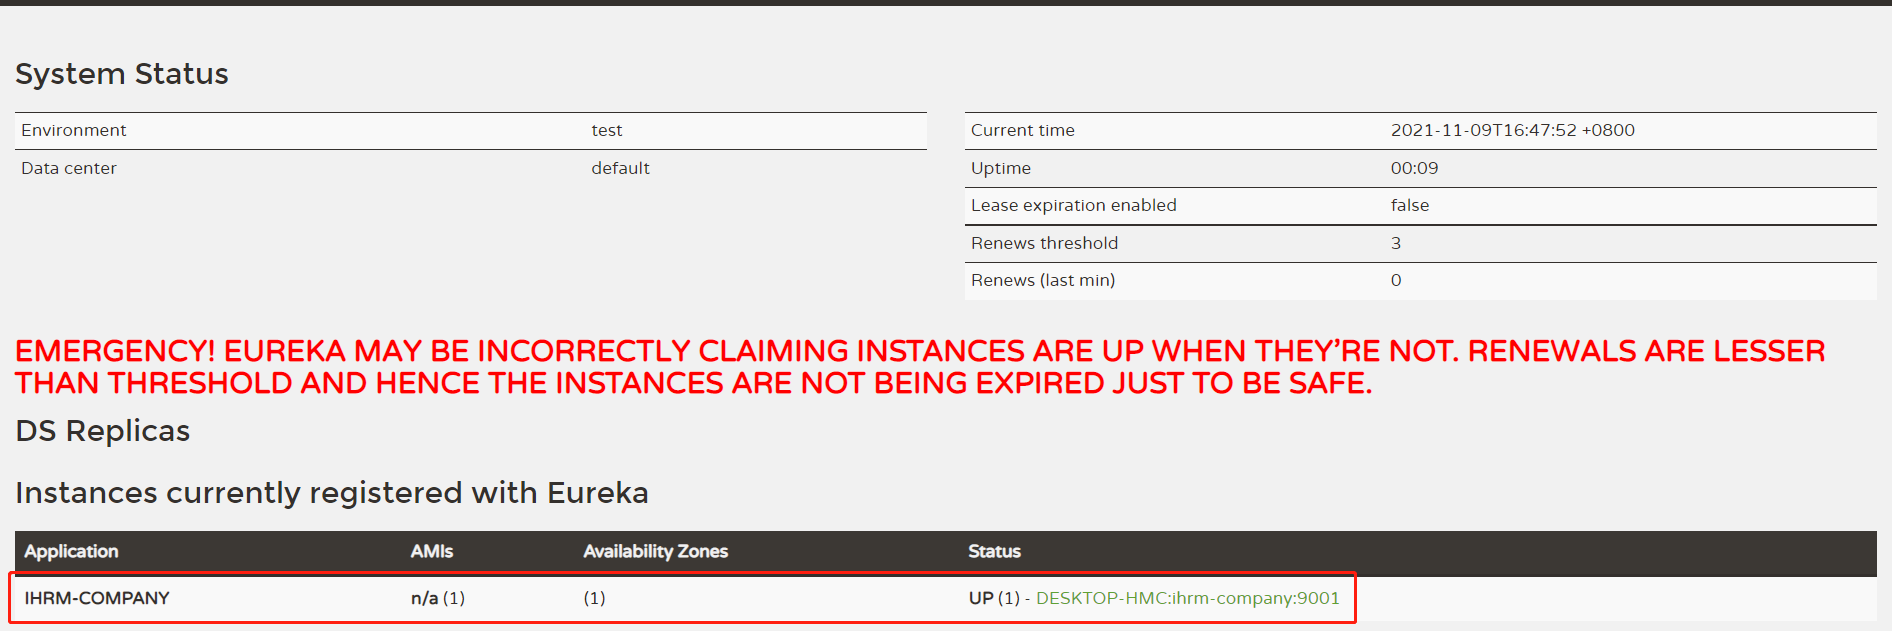 System Status
Environment test
Data center default
Current time 2021-11-09T16:47:52 +0800
Uptime 00:09
Lease expiration enabled false
Renews threshold 3
Renews (last min) 0
EMERGENCY! EUREKA MAY BE INCORRECTLY CLAIMING INSTANCES ARE UP WHEN THEY'RE NOT. RENEWALS ARE LESSER
THAN THRESHOLD AND HENCE THE INSTANCES ARE NOT BEING EXPIRED JUST TO BE SAFE.
DS Replicas
Instances currently registered with Eureka
Application AMIs Availability Zones Status
IHRM-COMPANY n/a (1) (1) UP (1) - DESKTOP-HMC:ihrm-company:9001